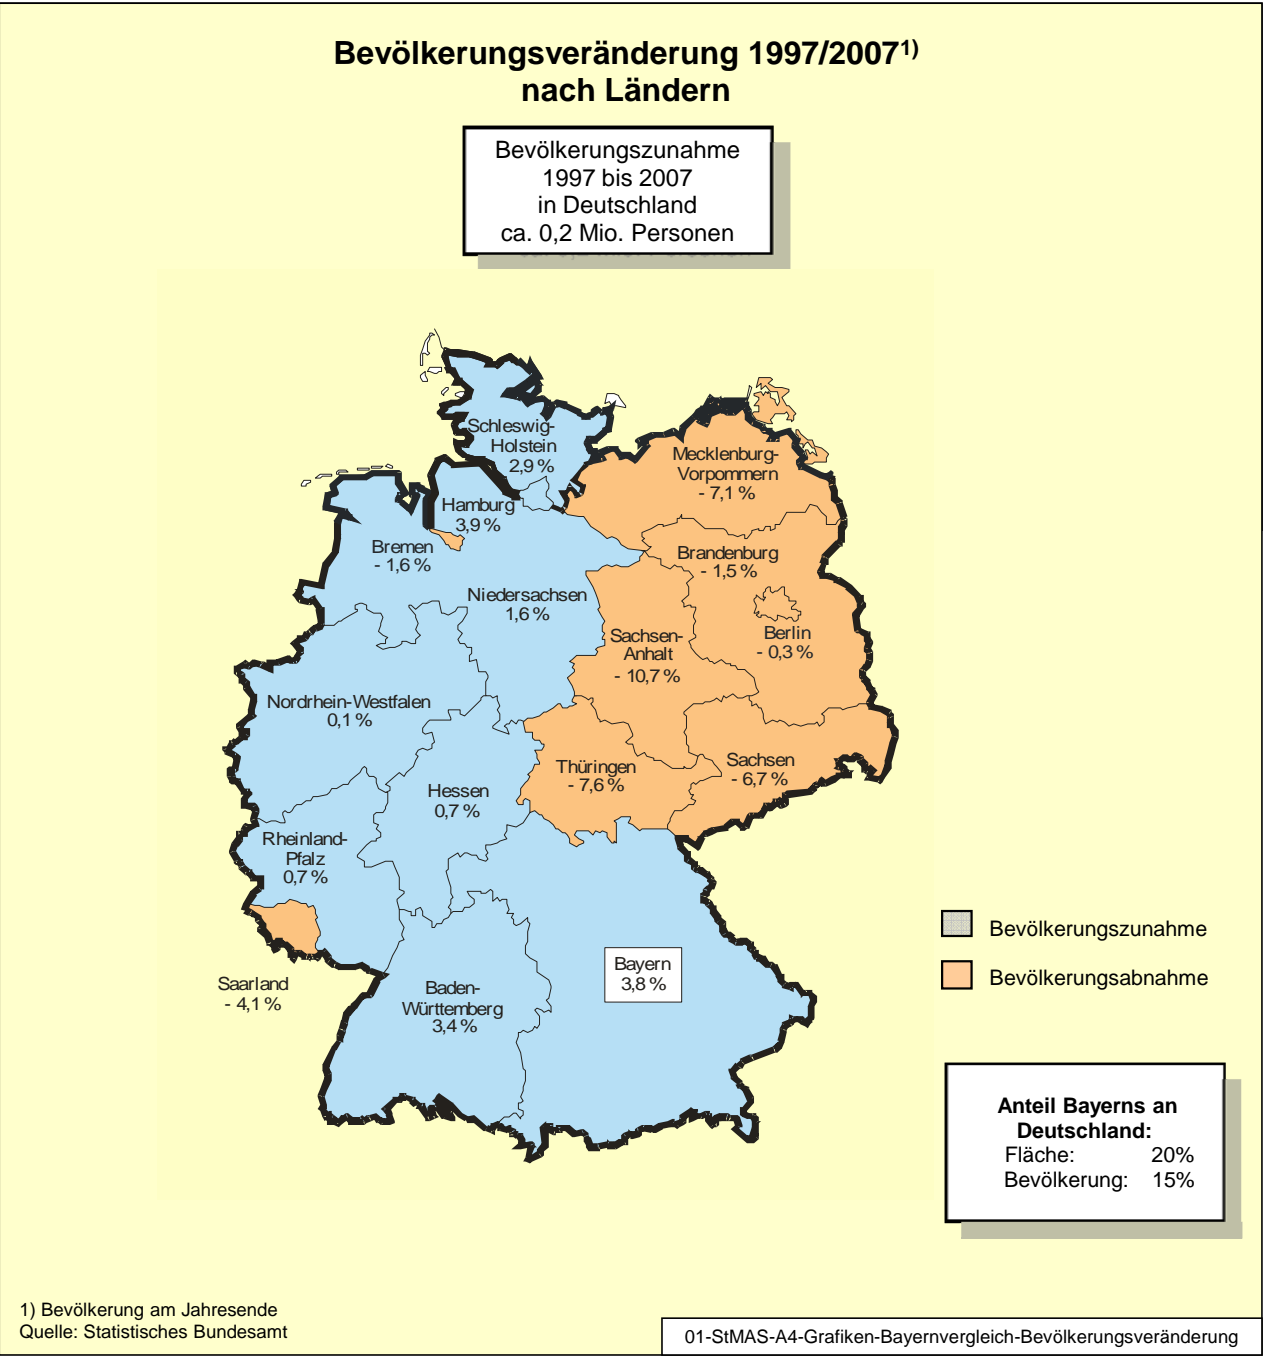 Bevölkerungsveränderung 1997/2007¹⁾
nach Ländern
Bevölkerungszunahme
1997 bis 2007
in Deutschland
ca. 0,2 Mio. Personen
Schleswig-
Holstein
2,9 %
Mecklenburg-
Vorpommern
- 7,1 %
Hamburg
3,9 %
Bremen
- 1,6 %
Brandenburg
- 1,5 %
Niedersachsen
1,6 %
Berlin
- 0,3 %
Sachsen-
Anhalt
- 10,7 %
Nordrhein-Westfalen
0,1 %
Thüringen
- 7,6 %
Sachsen
- 6,7 %
Hessen
0,7 %
Rheinland-
Pfalz
0,7 %
Saarland
- 4,1 %
Baden-
Württemberg
3,4 %
Bayern
3,8 %
Bevölkerungszunahme
Bevölkerungsabnahme
Anteil Bayerns an
Deutschland:
Fläche: 20%
Bevölkerung: 15%
1) Bevölkerung am Jahresende
Quelle: Statistisches Bundesamt
01-StMAS-A4-Grafiken-Bayernvergleich-Bevölkerungsveränderung